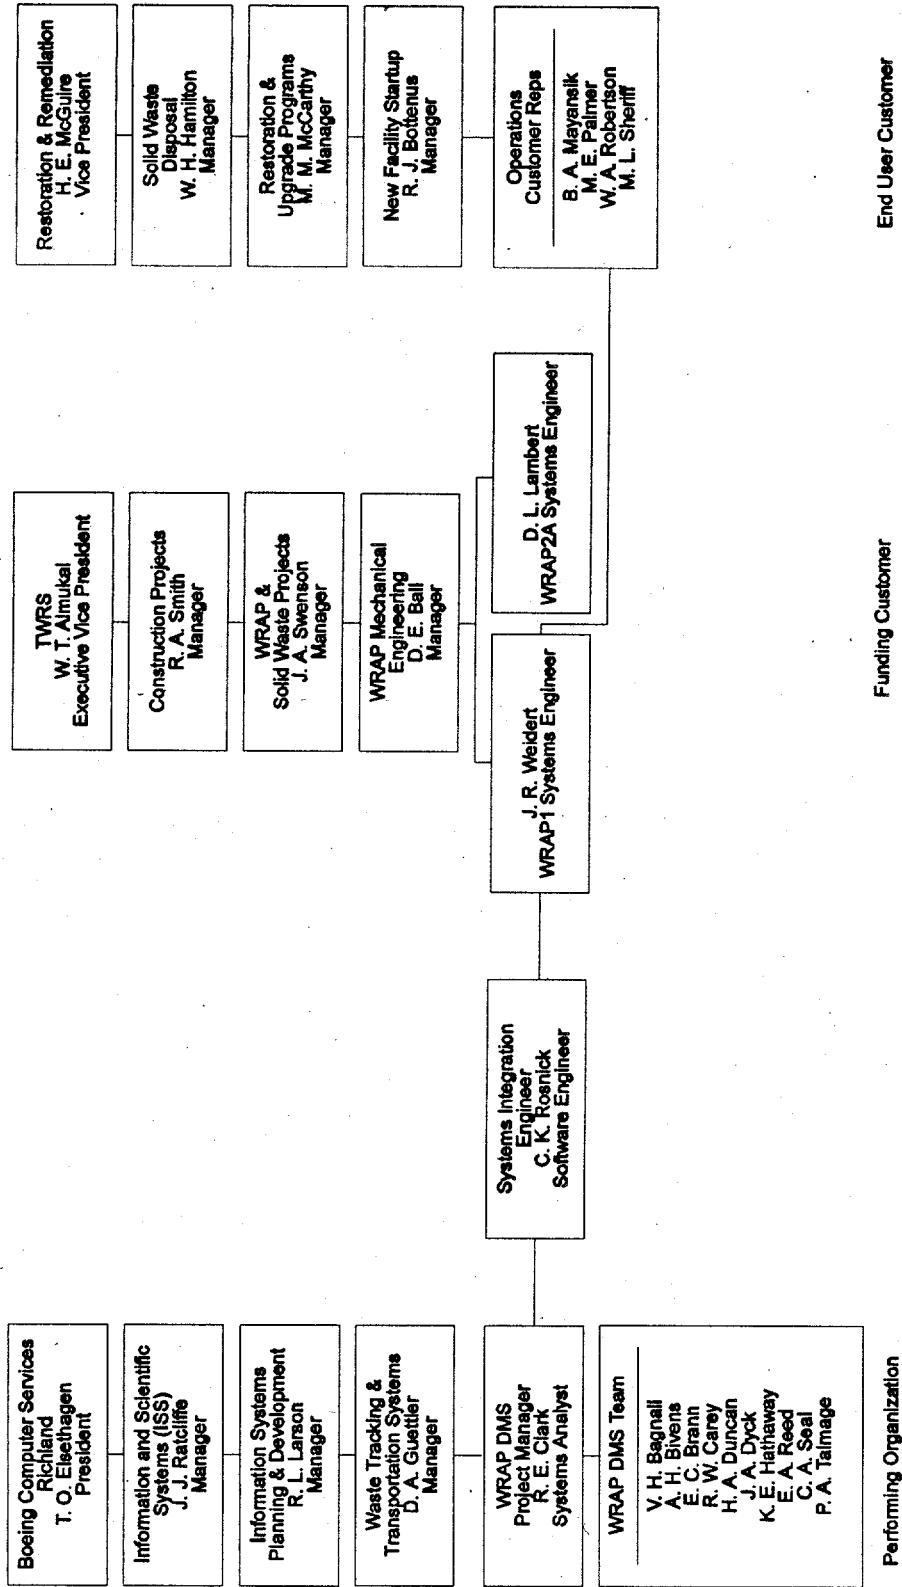 Boeing Computer Services
Richland
T. O. Elsethagen
President
Information and Scientific
Systems (ISS)
J. J. Ratcliffe
Manager
Information Systems
Planning & Development
R. L. Larson
Manager
Waste Tracking &
Transportation Systems
D. A. Guettler
Manager
WRAP DMS
Project Manager
R. E. Clark
Systems Analyst
WRAP DMS Team
V. H. Bagnall
A. H. Bivens
E. C. Brann
R. W. Carey
H. A. Duncan
J. A. Dyck
K. E. Hathaway
E. A. Reed
C. A. Seal
P. A. Talmage
Performing Organization
Systems Integration
Engineer
C. K. Rosnick
Software Engineer
TWRS
W. T. Almukal
Executive Vice President
Construction Projects
R. A. Smith
Manager
WRAP &
Solid Waste Projects
J. A. Swenson
Manager
WRAP Mechanical
Engineering
D. E. Ball
Manager
J. R. Weidert
WRAP1 Systems Engineer
D. L. Lambert
WRAP2A Systems Engineer
Funding Customer
Restoration & Remediation
H. E. McGuire
Vice President
Solid Waste
Disposal
W. H. Hamilton
Manager
Restoration &
Upgrade Programs
M. M. McCarthy
Manager
New Facility Startup
R. J. Bottenus
Manager
Operations
Customer Reps
B. A. Mayansik
M. E. Palmer
W. A. Robertson
M. L. Sheriff
End User Customer